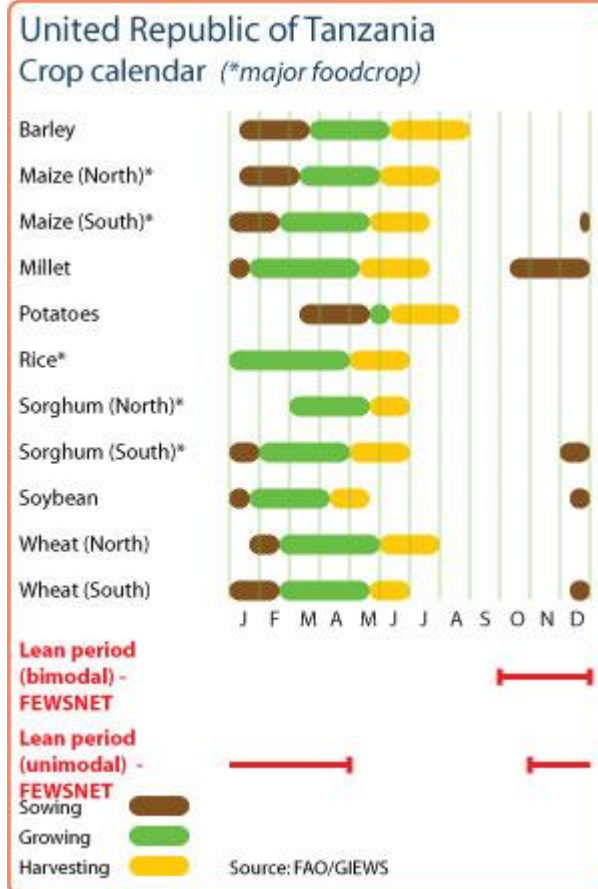 United Republic of Tanzania
Crop calendar (*major foodcrop)
Barley
Maize (North)*
Maize (South)*
Millet
Potatoes
Rice*
Sorghum (North)*
Sorghum (South)*
Soybean
Wheat (North)
Wheat (South)
J F M A M J J A S O N D
Lean period
(bimodal) -
FEWSNET
Lean period
(unimodal) -
FEWSNET
Sowing
Growing
Harvesting
Source: FAO/GIEWS